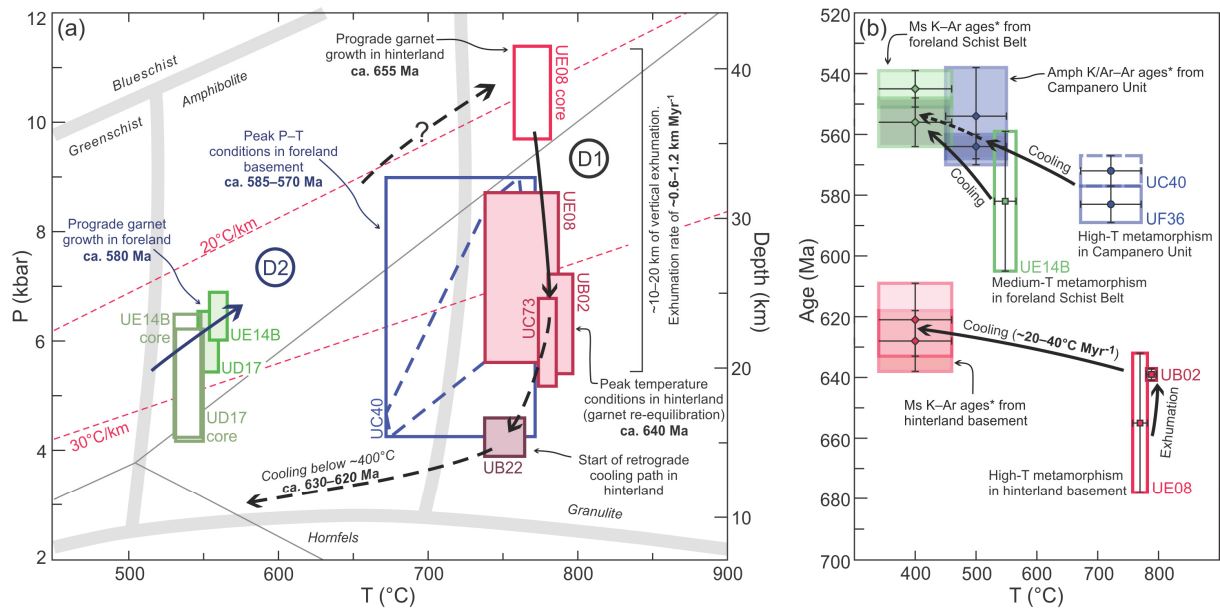 (a)
12
10
8
6
4
2
P (kbar)
500
600
700
800
900
T (°C)
40
30
20
10
Depth (km)
Blueschist
Amphibolite
Greenschist
Hornfels
Granulite
20°C/km
30°C/km
Prograde garnet
growth in hinterland
ca. 655 Ma
UE08 core
?
D1
Peak P–T
conditions in foreland
basement
ca. 585–570 Ma
Prograde garnet
growth in foreland
ca. 580 Ma
D2
UE14B
core
UE14B
UD17
UD17
core
UC40
UE08
UB02
UC73
UB22
~10–20 km of vertical exhumation.
Exhumation rate of ~0.6–1.2 km Myr⁻¹
Peak temperature
conditions in hinterland
(garnet re-equilibration)
ca. 640 Ma
Start of retrograde
cooling path in
hinterland
Cooling below ~400°C
ca. 630–620 Ma
(b)
520
540
560
580
600
620
640
660
680
700
Age (Ma)
400
500
600
700
800
T (°C)
Ms K–Ar ages* from
foreland Schist Belt
Amph K/Ar–Ar ages* from
Campanero Unit
Cooling
Cooling
UC40
UF36
High-T metamorphism
in Campanero Unit
UE14B
Medium-T metamorphism
in foreland Schist Belt
Cooling (~20–40°C Myr⁻¹)
UB02
Ms K–Ar ages* from
hinterland basement
Exhumation
High-T metamorphism
in hinterland basement
UE08